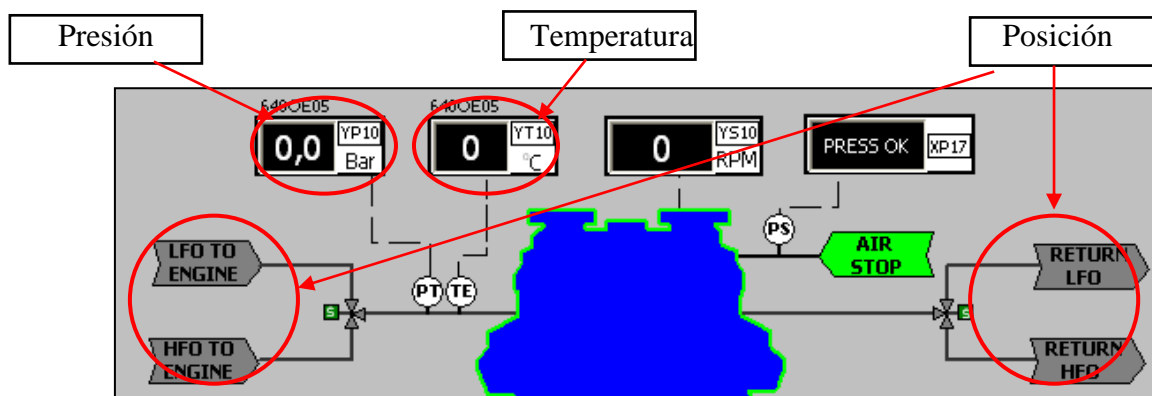 Presión
Temperatura
Posición
640OE05
640OE05
0,0
YP10
Bar
0
YT10
°C
0
YS10
RPM
PRESS OK
XP17
LFO TO
ENGINE
PS
AIR
STOP
RETURN
LFO
PT
TE
S
S
HFO TO
ENGINE
RETURN
HFO